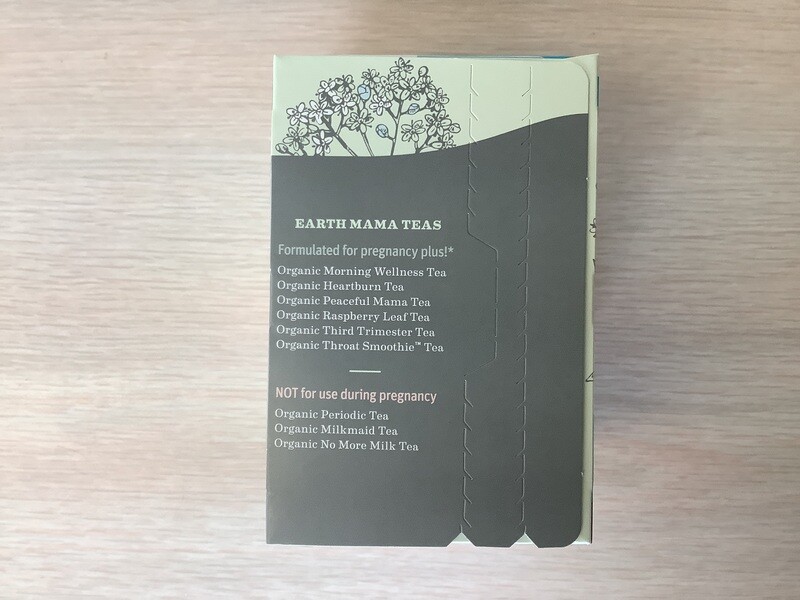 EARTH MAMA TEAS
Formulated for pregnancy plus!*
Organic Morning Wellness Tea
Organic Heartburn Tea
Organic Peaceful Mama Tea
Organic Raspberry Leaf Tea
Organic Third Trimester Tea
Organic Throat Smoothie™ Tea
NOT for use during pregnancy
Organic Periodic Tea
Organic Milkmaid Tea
Organic No More Milk Tea